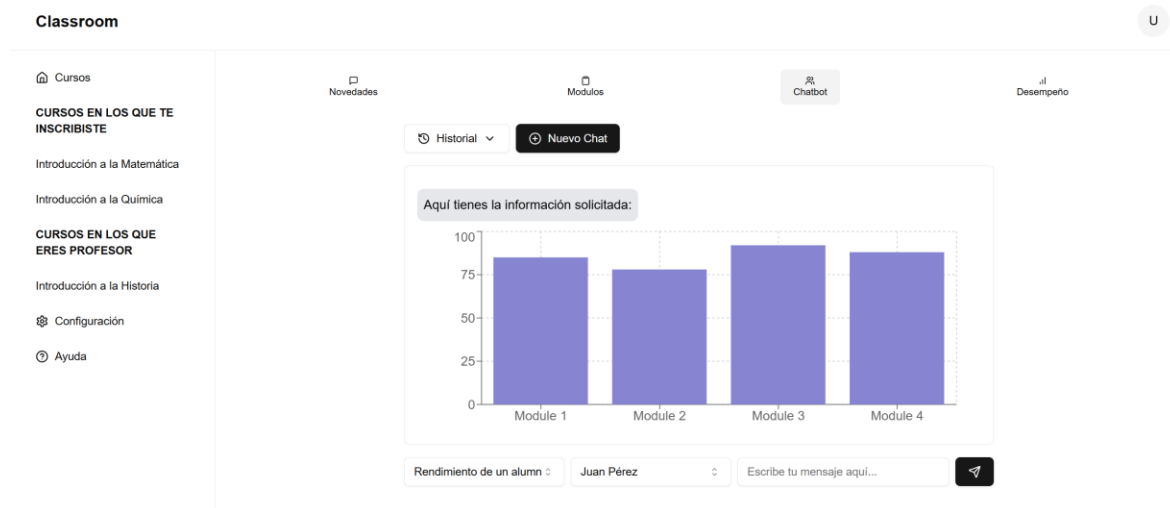 Classroom
U
Cursos
CURSOS EN LOS QUE TE
INSCRIBISTE
Introducción a la Matemática
Introducción a la Química
CURSOS EN LOS QUE
ERES PROFESOR
Introducción a la Historia
Configuración
Ayuda
Novedades
Modulos
Chatbot
Desempeño
Historial
Nuevo Chat
Aquí tienes la información solicitada:
100
75
50
25
0
Module 1
Module 2
Module 3
Module 4
Rendimiento de un alumn
Juan Pérez
Escribe tu mensaje aquí...